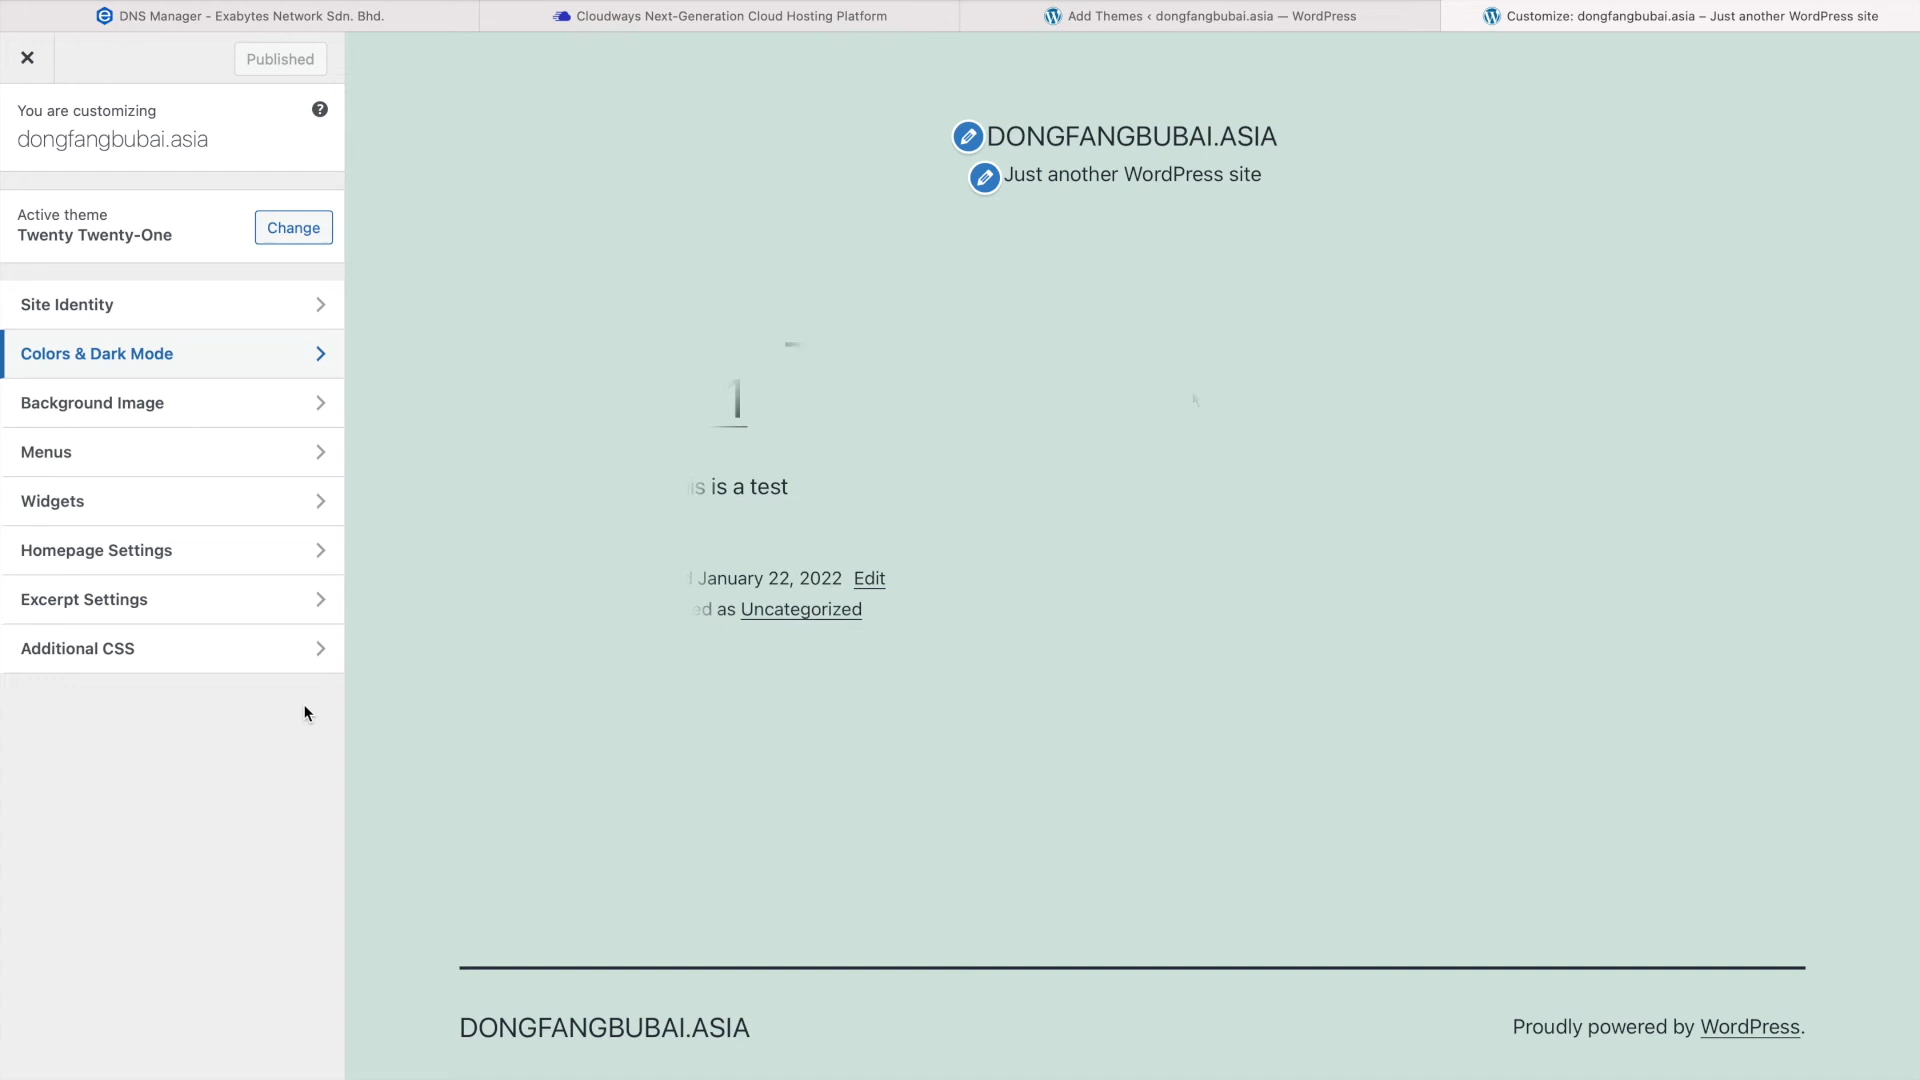 DNS Manager - Exabytes Network Sdn. Bhd.
Cloudways Next-Generation Cloud Hosting Platform
Add Themes ‹ dongfangbubai.asia — WordPress
Customize: dongfangbubai.asia – Just another WordPress site
Published
You are customizing
dongfangbubai.asia
Active theme
Twenty Twenty-One
Change
Site Identity
Colors & Dark Mode
Background Image
Menus
Widgets
Homepage Settings
Excerpt Settings
Additional CSS
DONGFANGBUBAI.ASIA
Just another WordPress site
1
is a test
January 22, 2022 Edit
as Uncategorized
DONGFANGBUBAI.ASIA
Proudly powered by WordPress.